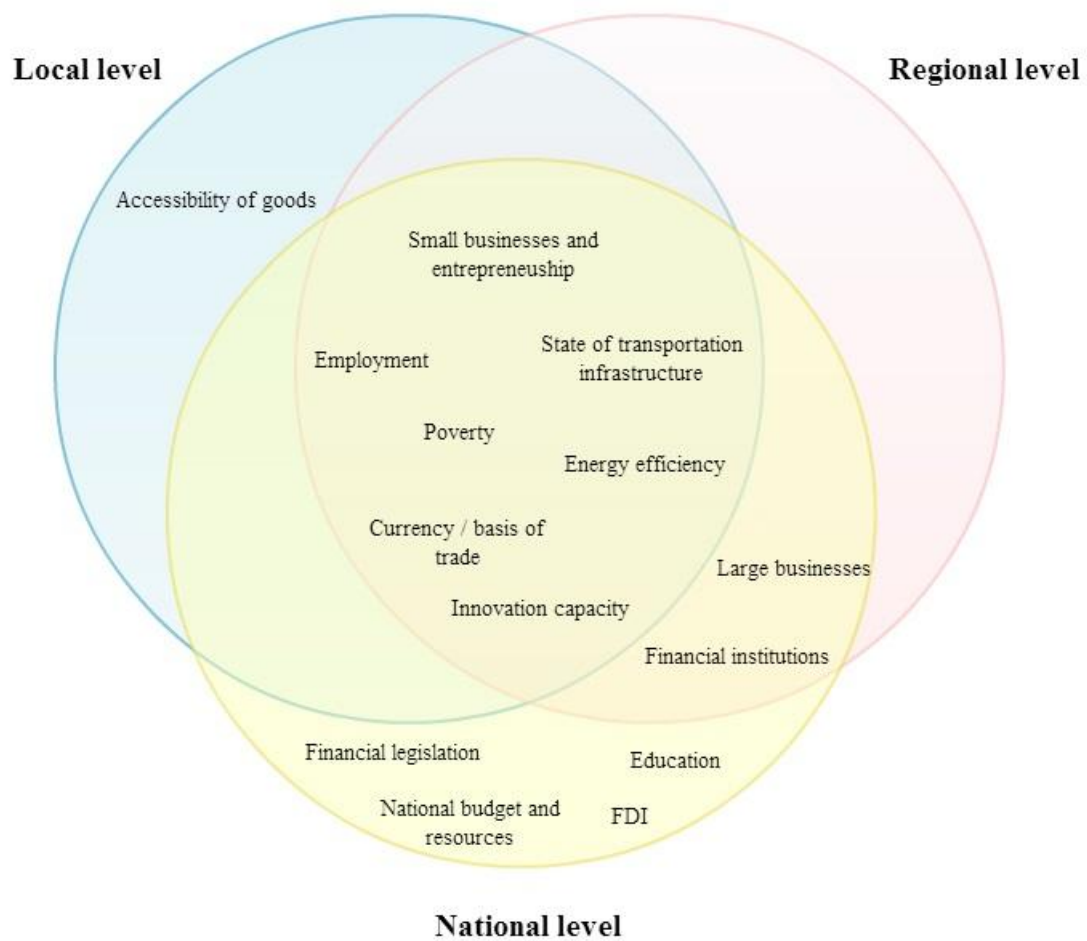 Local level
Regional level
Accessibility of goods
Small businesses and
entrepreneuship
Employment
State of transportation
infrastructure
Poverty
Energy efficiency
Currency / basis of
trade
Large businesses
Innovation capacity
Financial institutions
Financial legislation
Education
National budget and
resources
FDI
National level